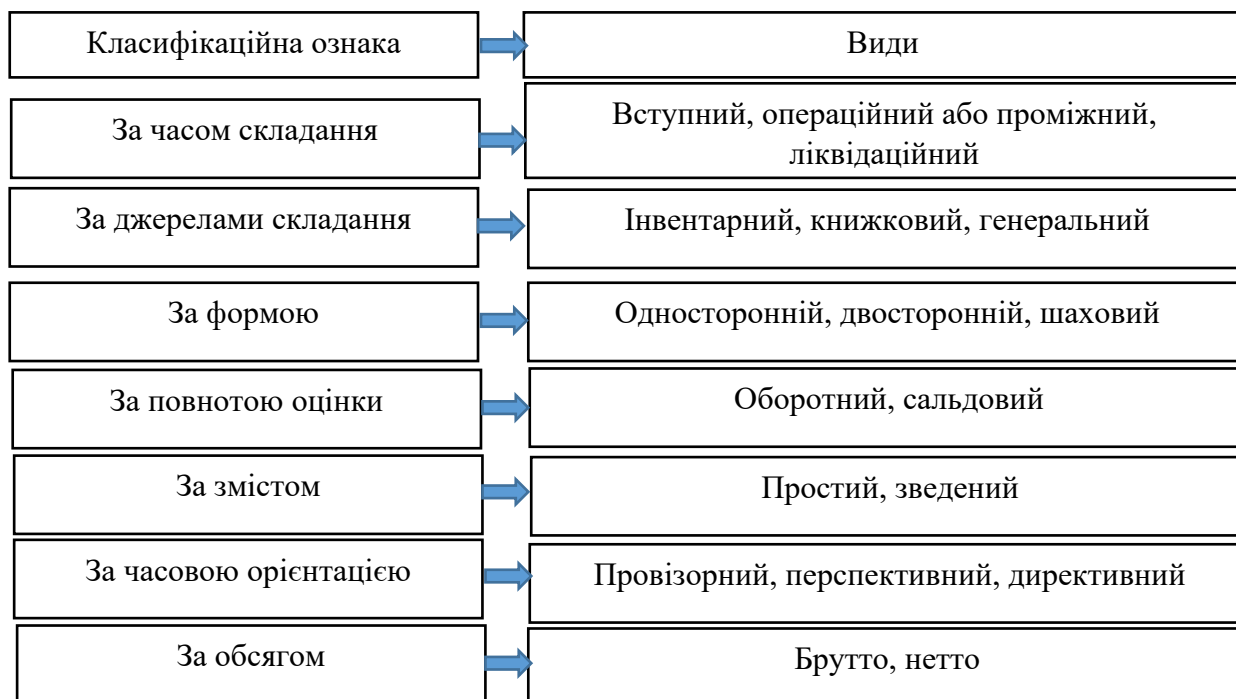 Класифікаційна ознака
Види
За часом складання
Вступний, операційний або проміжний,
ліквідаційний
За джерелами складання
Інвентарний, книжковий, генеральний
За формою
Односторонній, двосторонній, шаховий
За повнотою оцінки
Оборотний, сальдовий
За змістом
Простий, зведений
За часовою орієнтацією
Провізорний, перспективний, директивний
За обсягом
Брутто, нетто